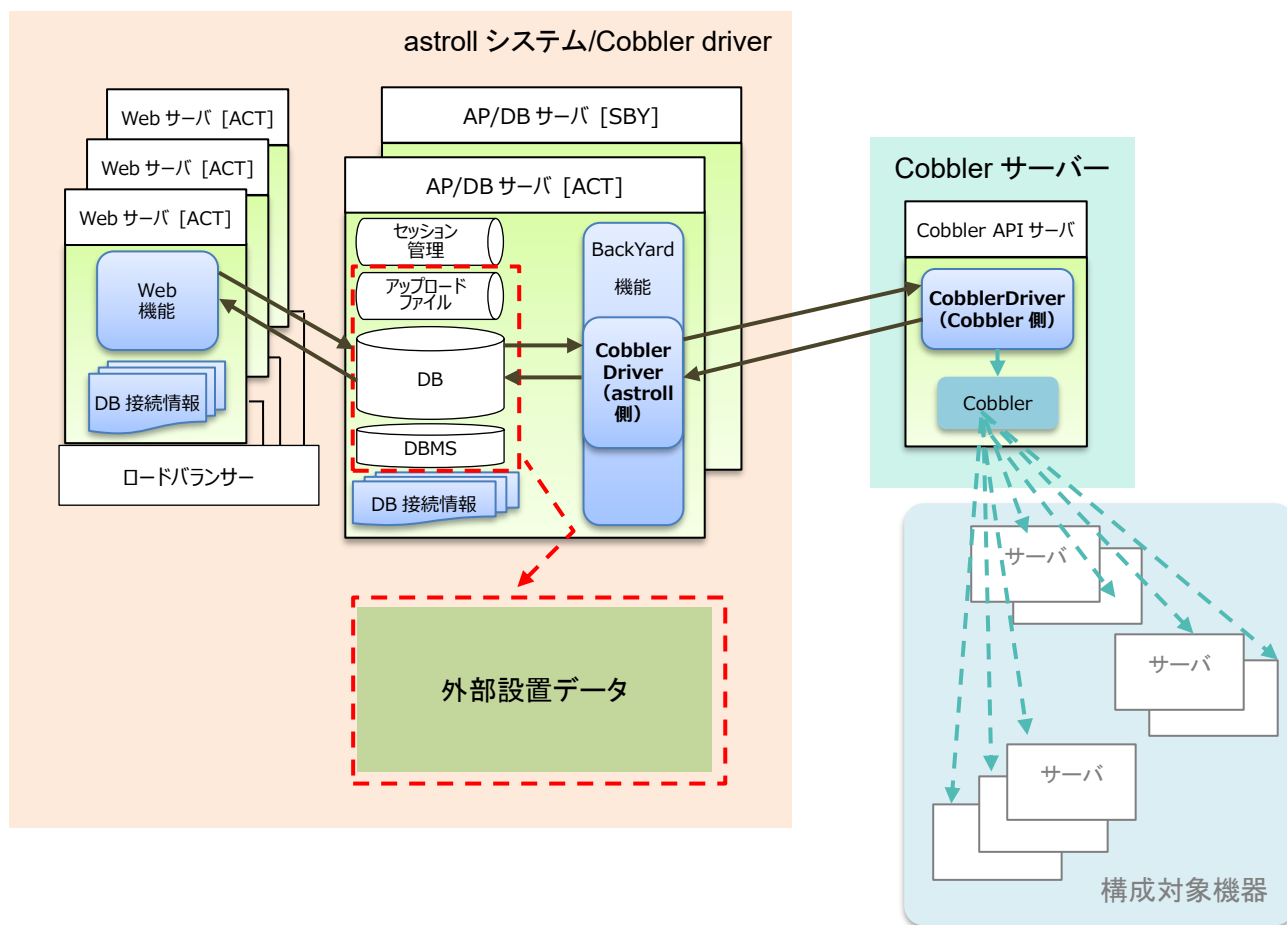 astroll システム/Cobbler driver
Web サーバ [ACT]
Web サーバ [ACT]
Web サーバ [ACT]
Web
機能
DB 接続情報
ロードバランサー
AP/DB サーバ [SBY]
AP/DB サーバ [ACT]
セッション
管理
アップロード
ファイル
DB
DBMS
DB 接続情報
BackYard
機能
Cobbler
Driver
(astroll
側)
外部設置データ
Cobbler サーバー
Cobbler API サーバ
CobblerDriver
(Cobbler 側)
Cobbler
サーバ
サーバ
サーバ
構成対象機器